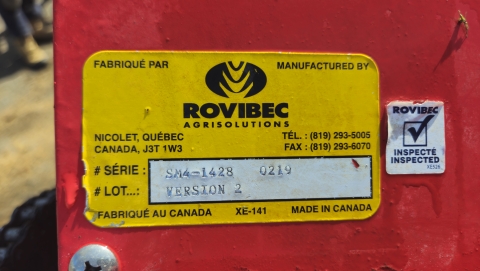 FABRIQUÉ PAR
MANUFACTURED BY
ROVIBEC
AGRISOLUTIONS
NICOLET, QUÉBEC
CANADA, J3T 1W3
TÉL. : (819) 293-5005
FAX : (819) 293-6070
# SÉRIE : SM4-1428 0219
# LOT...: VERSION 2
FABRIQUÉ AU CANADA XE-141 MADE IN CANADA
ROVIBEC
INSPECTÉ
INSPECTED